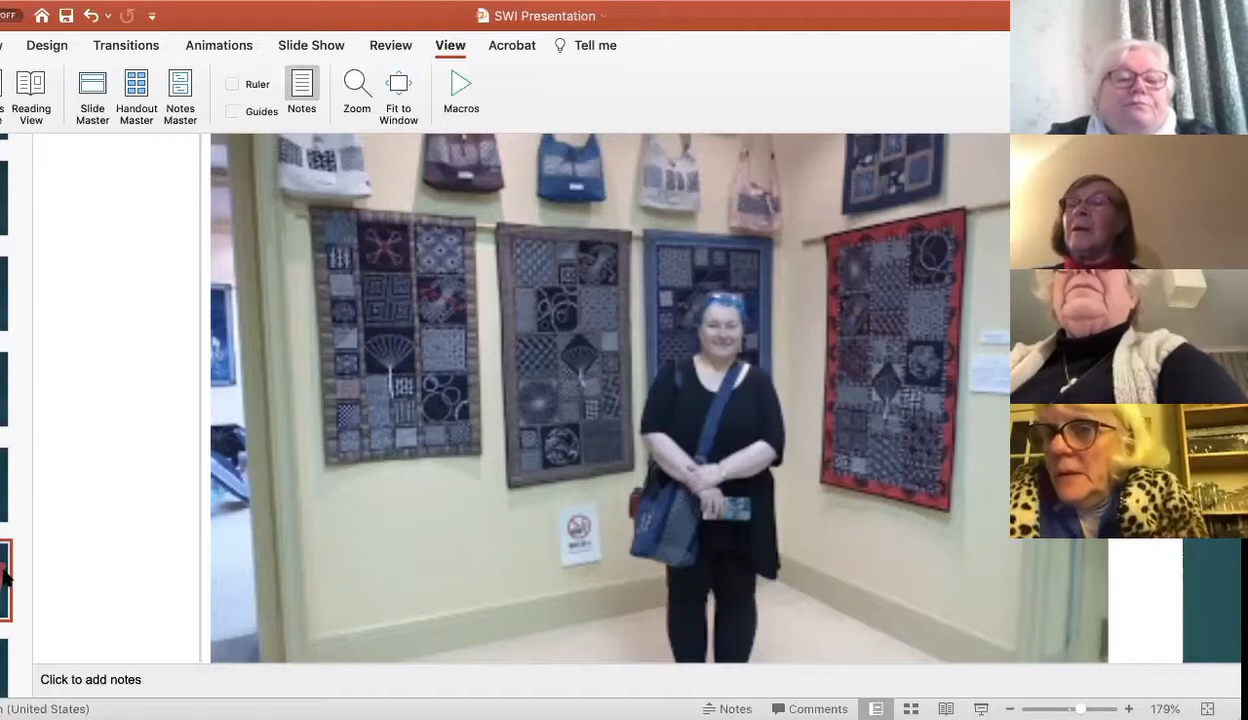 OFF
SWI Presentation
Design Transitions Animations Slide Show Review View Acrobat Tell me
Reading View
Slide Master
Handout Master
Notes Master
Ruler
Guides
Notes
Zoom
Fit to Window
Macros
Click to add notes
(United States)
Notes Comments 179%